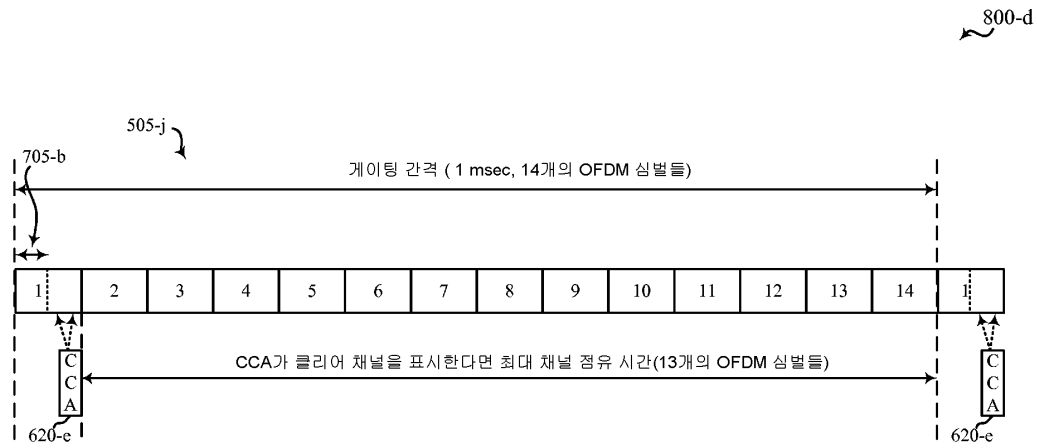 800-d
505-j
705-b
게이팅 간격 ( 1 msec, 14개의 OFDM 심벌들)
1 2 3 4 5 6 7 8 9 10 11 12 13 14 1
CCA가 클리어 채널을 표시한다면 최대 채널 점유 시간(13개의 OFDM 심벌들)
CCA
CCA
620-e
620-e